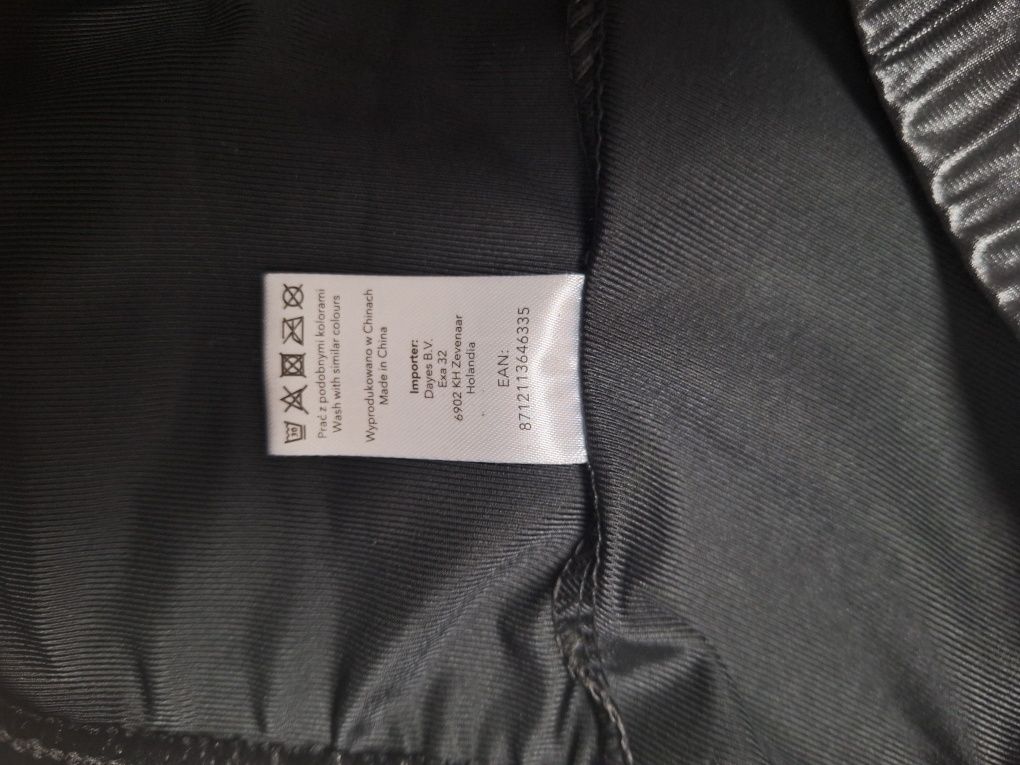 30
Prać z podobnymi kolorami
Wash with similar colours
Wyprodukowano w Chinach
Made in China
Importer:
Dayes B.V.
Exa 32
6902 KH Zevenaar
Holandia
EAN:
8712113646335